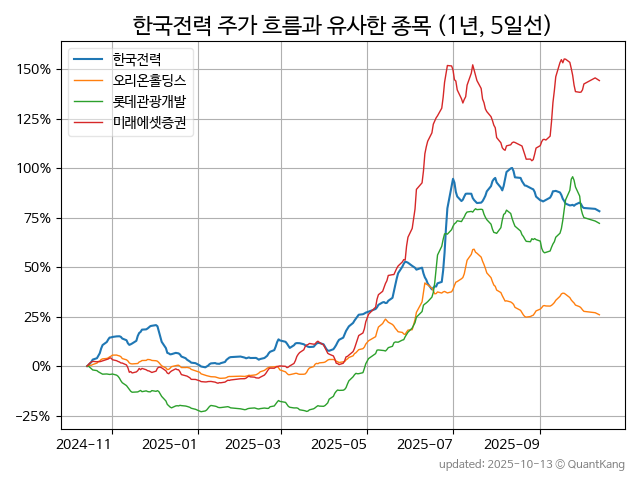 한국전력 주가 흐름과 유사한 종목 (1년, 5일선)
한국전력
오리온홀딩스
롯데관광개발
미래에셋증권
150%
125%
100%
75%
50%
25%
0%
−25%
2024-11 2025-01 2025-03 2025-05 2025-07 2025-09
updated: 2025-10-13 © QuantKang